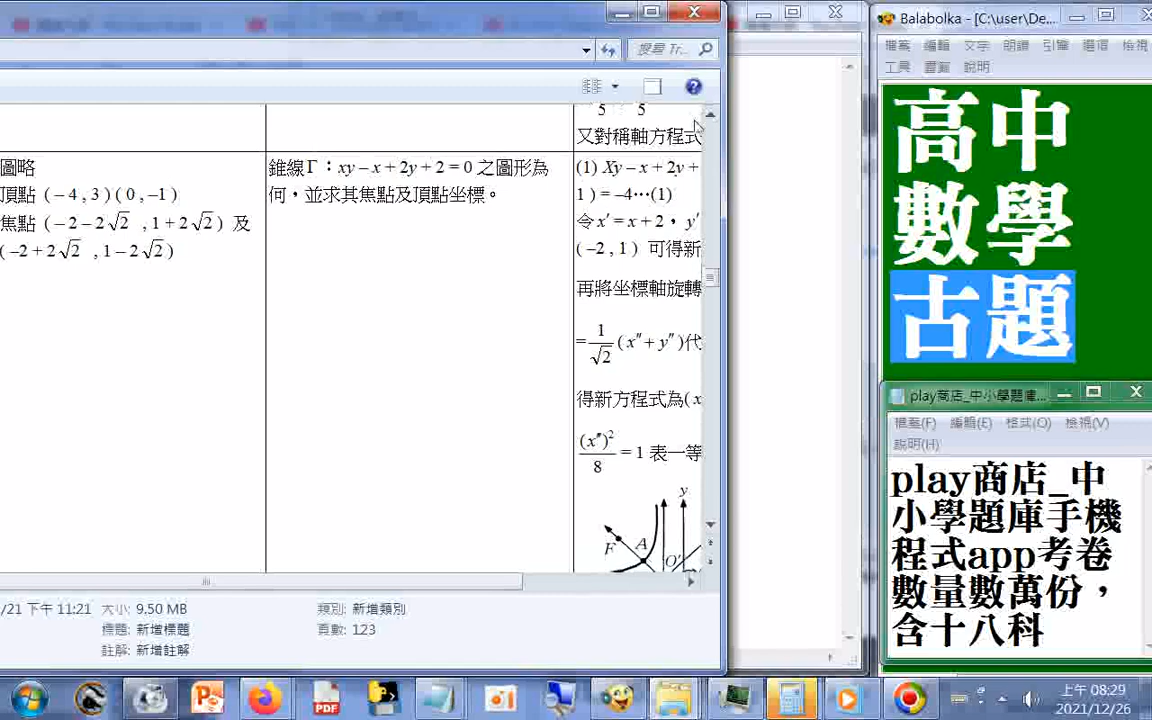 搜尋 Tr...
圖略
頂點 ( – 4 , 3 ) ( 0 , –1 )
焦點 ( –2 – 2√2 , 1 + 2√2 ) 及
( –2 + 2√2 , 1 – 2√2 )
錐線Γ：xy – x + 2y + 2 = 0 之圖形為
何，並求其焦點及頂點坐標。
5 5
又對稱軸方程式
(1) Xy – x + 2y +
1 ) = –4…(1)
令 x′ = x + 2， y′
( –2 , 1 ) 可得新
再將坐標軸旋轉
= 1/√2 ( x″ + y″ )代
得新方程式為( x
(x″)²/8 = 1 表一等
y
F A O′
/21 下午 11:21 大小: 9.50 MB 類別: 新增類別
標題: 新增標題 頁數: 123
註解: 新增註解
Balabolka - [C:\user\De...
檔案 編輯 文字 朗讀 引擎 選項 檢視
工具 書籤 說明
高中
數學
古題
play商店_中小學題庫...
檔案(F) 編輯(E) 格式(O) 檢視(V)
說明(H)
play商店_中
小學題庫手機
程式app考卷
數量數萬份，
含十八科
上午 08:29
2021/12/26